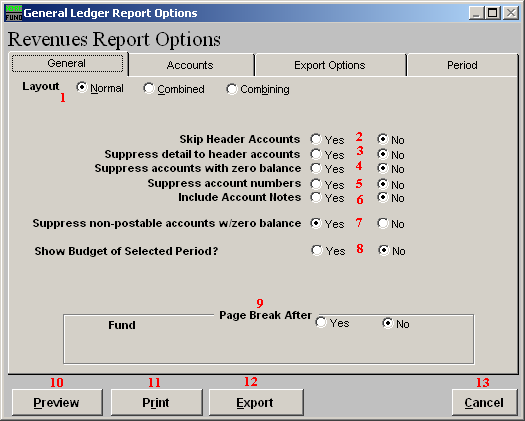 FUND General Ledger Report Options
Revenues Report Options
General Accounts Export Options Period
Layout Normal Combined Combining
1
Skip Header Accounts Yes 2 No
Suppress detail to header accounts Yes 3 No
Suppress accounts with zero balance Yes 4 No
Suppress account numbers Yes 5 No
Include Account Notes Yes 6 No
Suppress non-postable accounts w/zero balance Yes 7 No
Show Budget of Selected Period? Yes 8 No
9
Page Break After
Fund Yes No
10 11 12 13
Preview Print Export Cancel